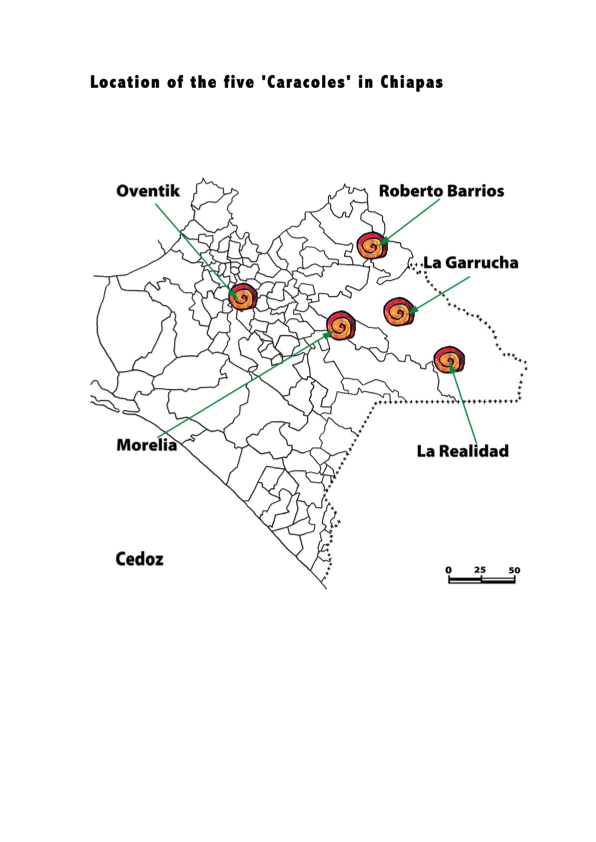 Location of the five 'Caracoles' in Chiapas
Oventik
Roberto Barrios
La Garrucha
Morelia
La Realidad
Cedoz
0 25 50